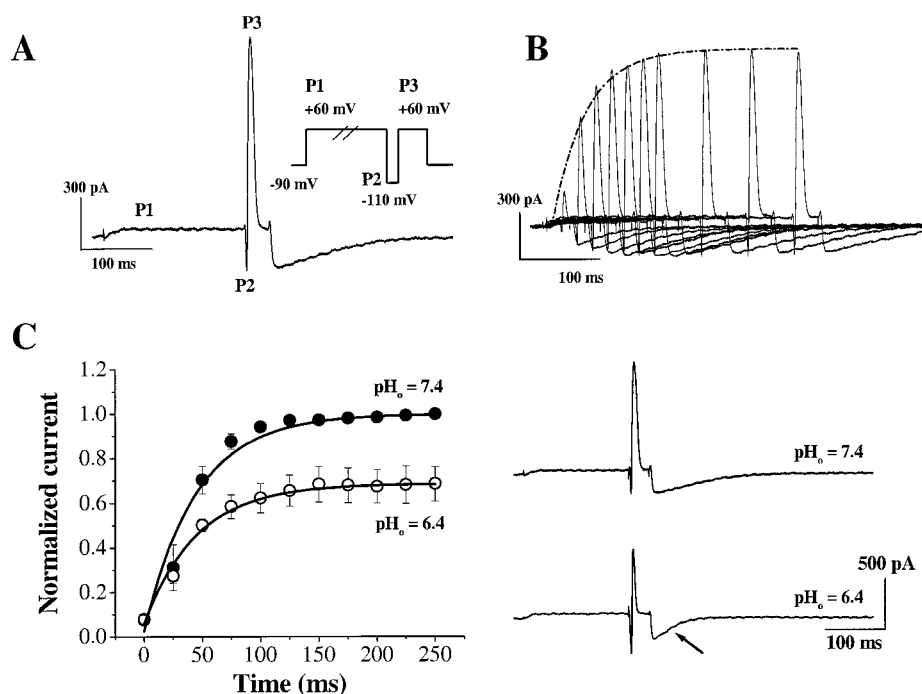 A
P3
P1
+60 mV
P3
+60 mV
-90 mV
P2
-110 mV
300 pA
P1
100 ms
P2
B
300 pA
100 ms
C
Normalized current
1.2
1.0
0.8
0.6
0.4
0.2
0.0
pHo = 7.4
pHo = 6.4
0
50
100
150
200
250
Time (ms)
pHo = 7.4
pHo = 6.4
500 pA
100 ms